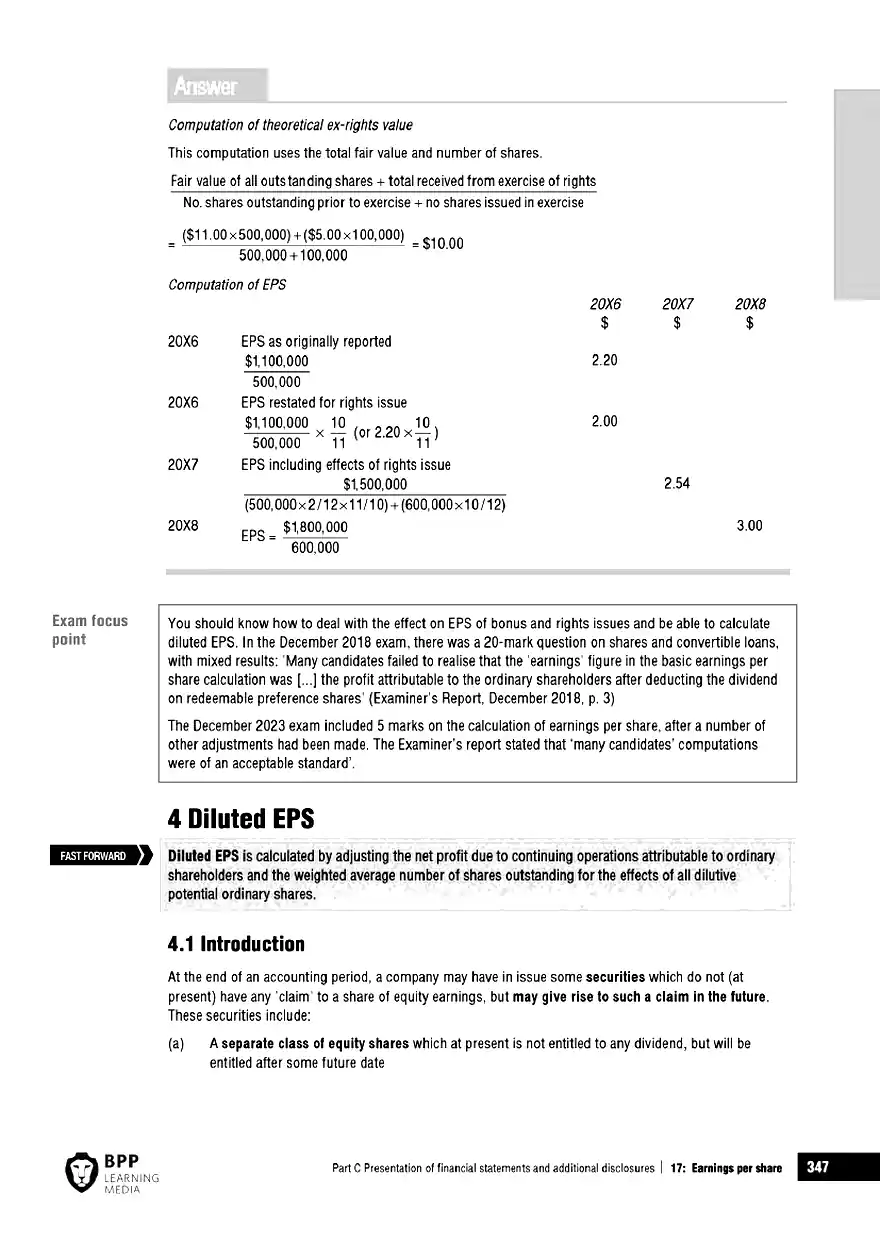 Answer
Computation of theoretical ex-rights value
This computation uses the total fair value and number of shares.
Fair value of all outstanding shares + total received from exercise of rights
No. shares outstanding prior to exercise + no shares issued in exercise
= ($11.00×500,000)+($5.00×100,000) = $10.00
500,000+100,000
Computation of EPS
20X6 20X7 20X8
$ $ $
20X6 EPS as originally reported
$1,100,000 2.20
500,000
20X6 EPS restated for rights issue
$1,100,000 × 10 (or 2.20 × 10) 2.00
500,000 11 11
20X7 EPS including effects of rights issue
$1,500,000 2.54
(500,000×2/12×11/10)+(600,000×10/12)
20X8 EPS = $1,800,000 3.00
600,000
Exam focus
point
You should know how to deal with the effect on EPS of bonus and rights issues and be able to calculate
diluted EPS. In the December 2018 exam, there was a 20-mark question on shares and convertible loans,
with mixed results: 'Many candidates failed to realise that the 'earnings' figure in the basic earnings per
share calculation was [...] the profit attributable to the ordinary shareholders after deducting the dividend
on redeemable preference shares' (Examiner's Report, December 2018, p. 3)
The December 2023 exam included 5 marks on the calculation of earnings per share, after a number of
other adjustments had been made. The Examiner's report stated that 'many candidates' computations
were of an acceptable standard'.
4 Diluted EPS
FAST FORWARD
Diluted EPS is calculated by adjusting the net profit due to continuing operations attributable to ordinary
shareholders and the weighted average number of shares outstanding for the effects of all dilutive
potential ordinary shares.
4.1 Introduction
At the end of an accounting period, a company may have in issue some securities which do not (at
present) have any 'claim' to a share of equity earnings, but may give rise to such a claim in the future.
These securities include:
(a) A separate class of equity shares which at present is not entitled to any dividend, but will be
entitled after some future date
BPP
LEARNING
MEDIA
Part C Presentation of financial statements and additional disclosures | 17: Earnings per share 347